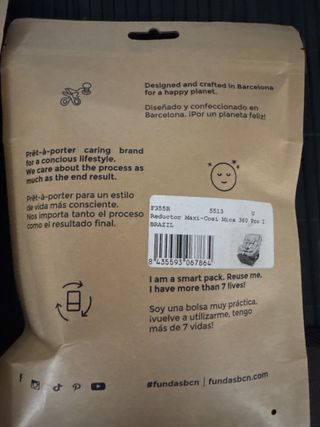 Designed and crafted in Barcelona
for a happy planet.
Diseñado y confeccionado en
Barcelona. ¡Por un planeta feliz!
Prêt-à-porter caring brand
for a concious lifestyle.
We care about the process as
much as the end result.
Prêt-à-porter para un estilo
de vida más consciente.
Nos importa tanto el proceso
como el resultado final.
F355R 5513 U
Reductor Maxi-Cosi Mica 360 Pro I
BRAZIL
8 435593 067864
I am a smart pack. Reuse me,
I have more than 7 lives!
Soy una bolsa muy práctica,
¡vuelve a utilizarme, tengo
más de 7 vidas!
#fundasbcn | fundasbcn.com